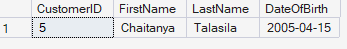 CustomerID FirstName LastName DateOfBirth
1 5 Chaitanya Talasila 2005-04-15